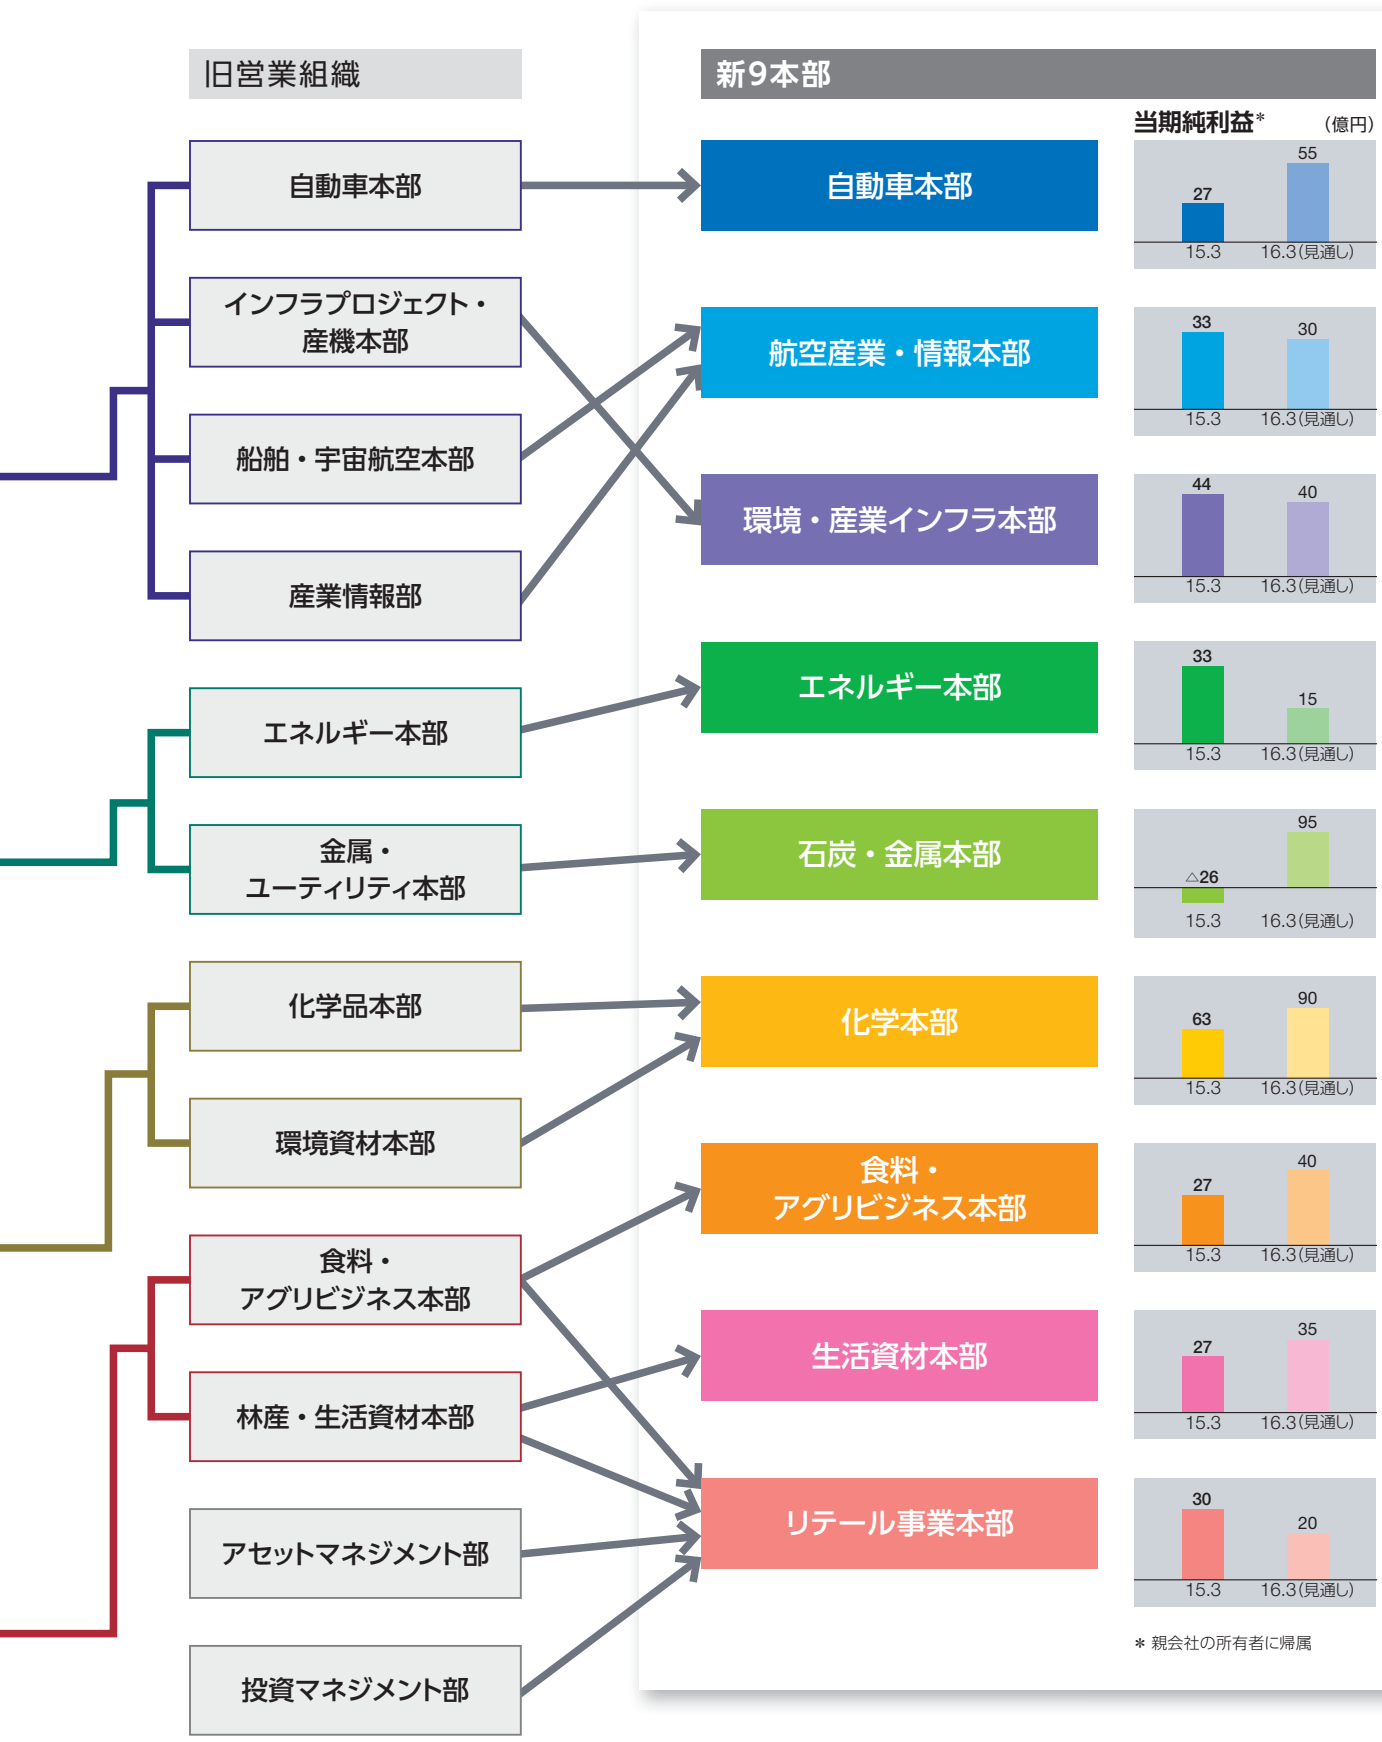 旧営業組織
自動車本部
インフラプロジェクト・
産機本部
船舶・宇宙航空本部
産業情報部
エネルギー本部
金属・
ユーティリティ本部
化学品本部
環境資材本部
食料・
アグリビジネス本部
林産・生活資材本部
アセットマネジメント部
投資マネジメント部
新9本部
当期純利益* （億円）
自動車本部
27
55
15.3 16.3（見通し）
航空産業・情報本部
33
30
15.3 16.3（見通し）
環境・産業インフラ本部
44
40
15.3 16.3（見通し）
エネルギー本部
33
15
15.3 16.3（見通し）
石炭・金属本部
△26
95
15.3 16.3（見通し）
化学本部
63
90
15.3 16.3（見通し）
食料・
アグリビジネス本部
27
40
15.3 16.3（見通し）
生活資材本部
27
35
15.3 16.3（見通し）
リテール事業本部
30
20
15.3 16.3（見通し）
* 親会社の所有者に帰属